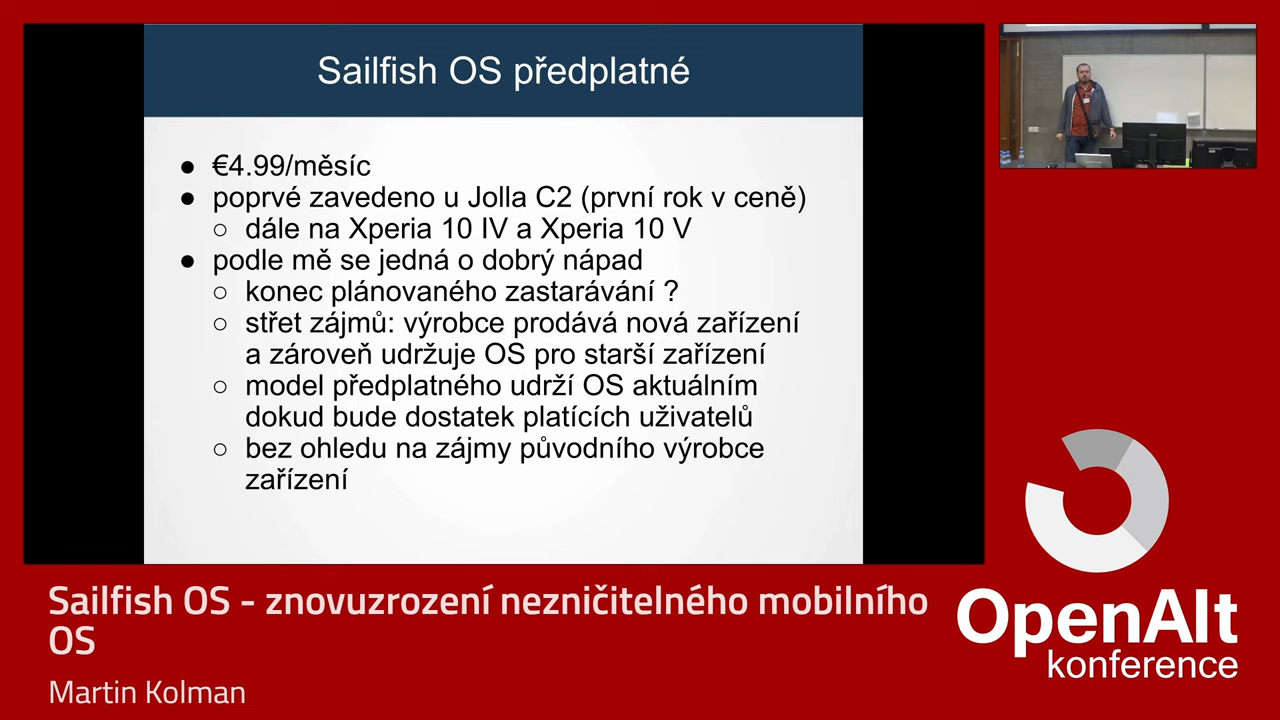 Sailfish OS předplatné
● €4.99/měsíc
● poprvé zavedeno u Jolla C2 (první rok v ceně)
○ dále na Xperia 10 IV a Xperia 10 V
● podle mě se jedná o dobrý nápad
○ konec plánovaného zastarávání ?
○ střet zájmů: výrobce prodává nová zařízení
a zároveň udržuje OS pro starší zařízení
○ model předplatného udrží OS aktuálním
dokud bude dostatek platících uživatelů
○ bez ohledu na zájmy původního výrobce
zařízení
Sailfish OS - znovuzrození nezničitelného mobilního
OS
Martin Kolman
OpenAlt
konference